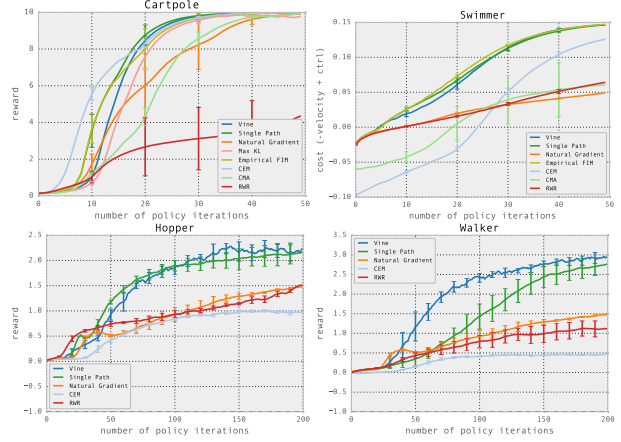 Cartpole
10
8
6
4
2
0
reward
0
10
20
30
40
50
number of policy iterations
Vine
Single Path
Natural Gradient
Max KL
Empirical FIM
CEM
CMA
RWR
Swimmer
0.15
0.10
0.05
0.00
−0.05
−0.10
cost (-velocity + ctrl)
0
10
20
30
40
50
number of policy iterations
Vine
Single Path
Natural Gradient
Empirical FIM
CEM
CMA
RWR
Hopper
2.5
2.0
1.5
1.0
0.5
0.0
−0.5
−1.0
reward
0
50
100
150
200
number of policy iterations
Vine
Single Path
Natural Gradient
CEM
RWR
Walker
3.5
3.0
2.5
2.0
1.5
1.0
0.5
0.0
−0.5
−1.0
reward
0
50
100
150
200
number of policy iterations
Vine
Single Path
Natural Gradient
CEM
RWR